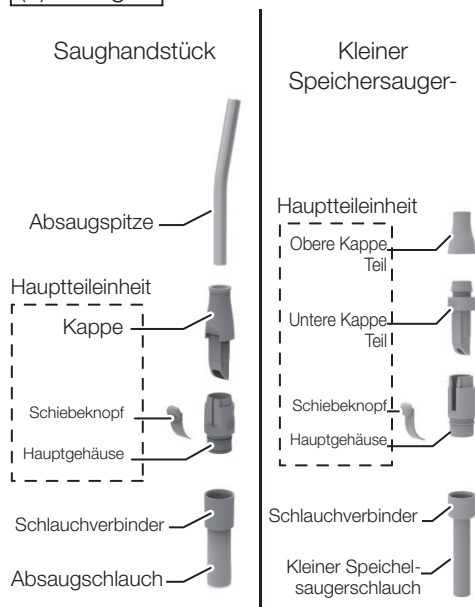 Saughandstück
Absaugspitze
Hauptteileinheit
Kappe
Schiebeknopf
Hauptgehäuse
Schlauchverbinder
Absaugschlauch
Kleiner
Speichersauger-
Hauptteileinheit
Obere Kappe
Teil
Untere Kappe
Teil
Schiebeknopf
Hauptgehäuse
Schlauchverbinder
Kleiner Speichel-
saugerschlauch